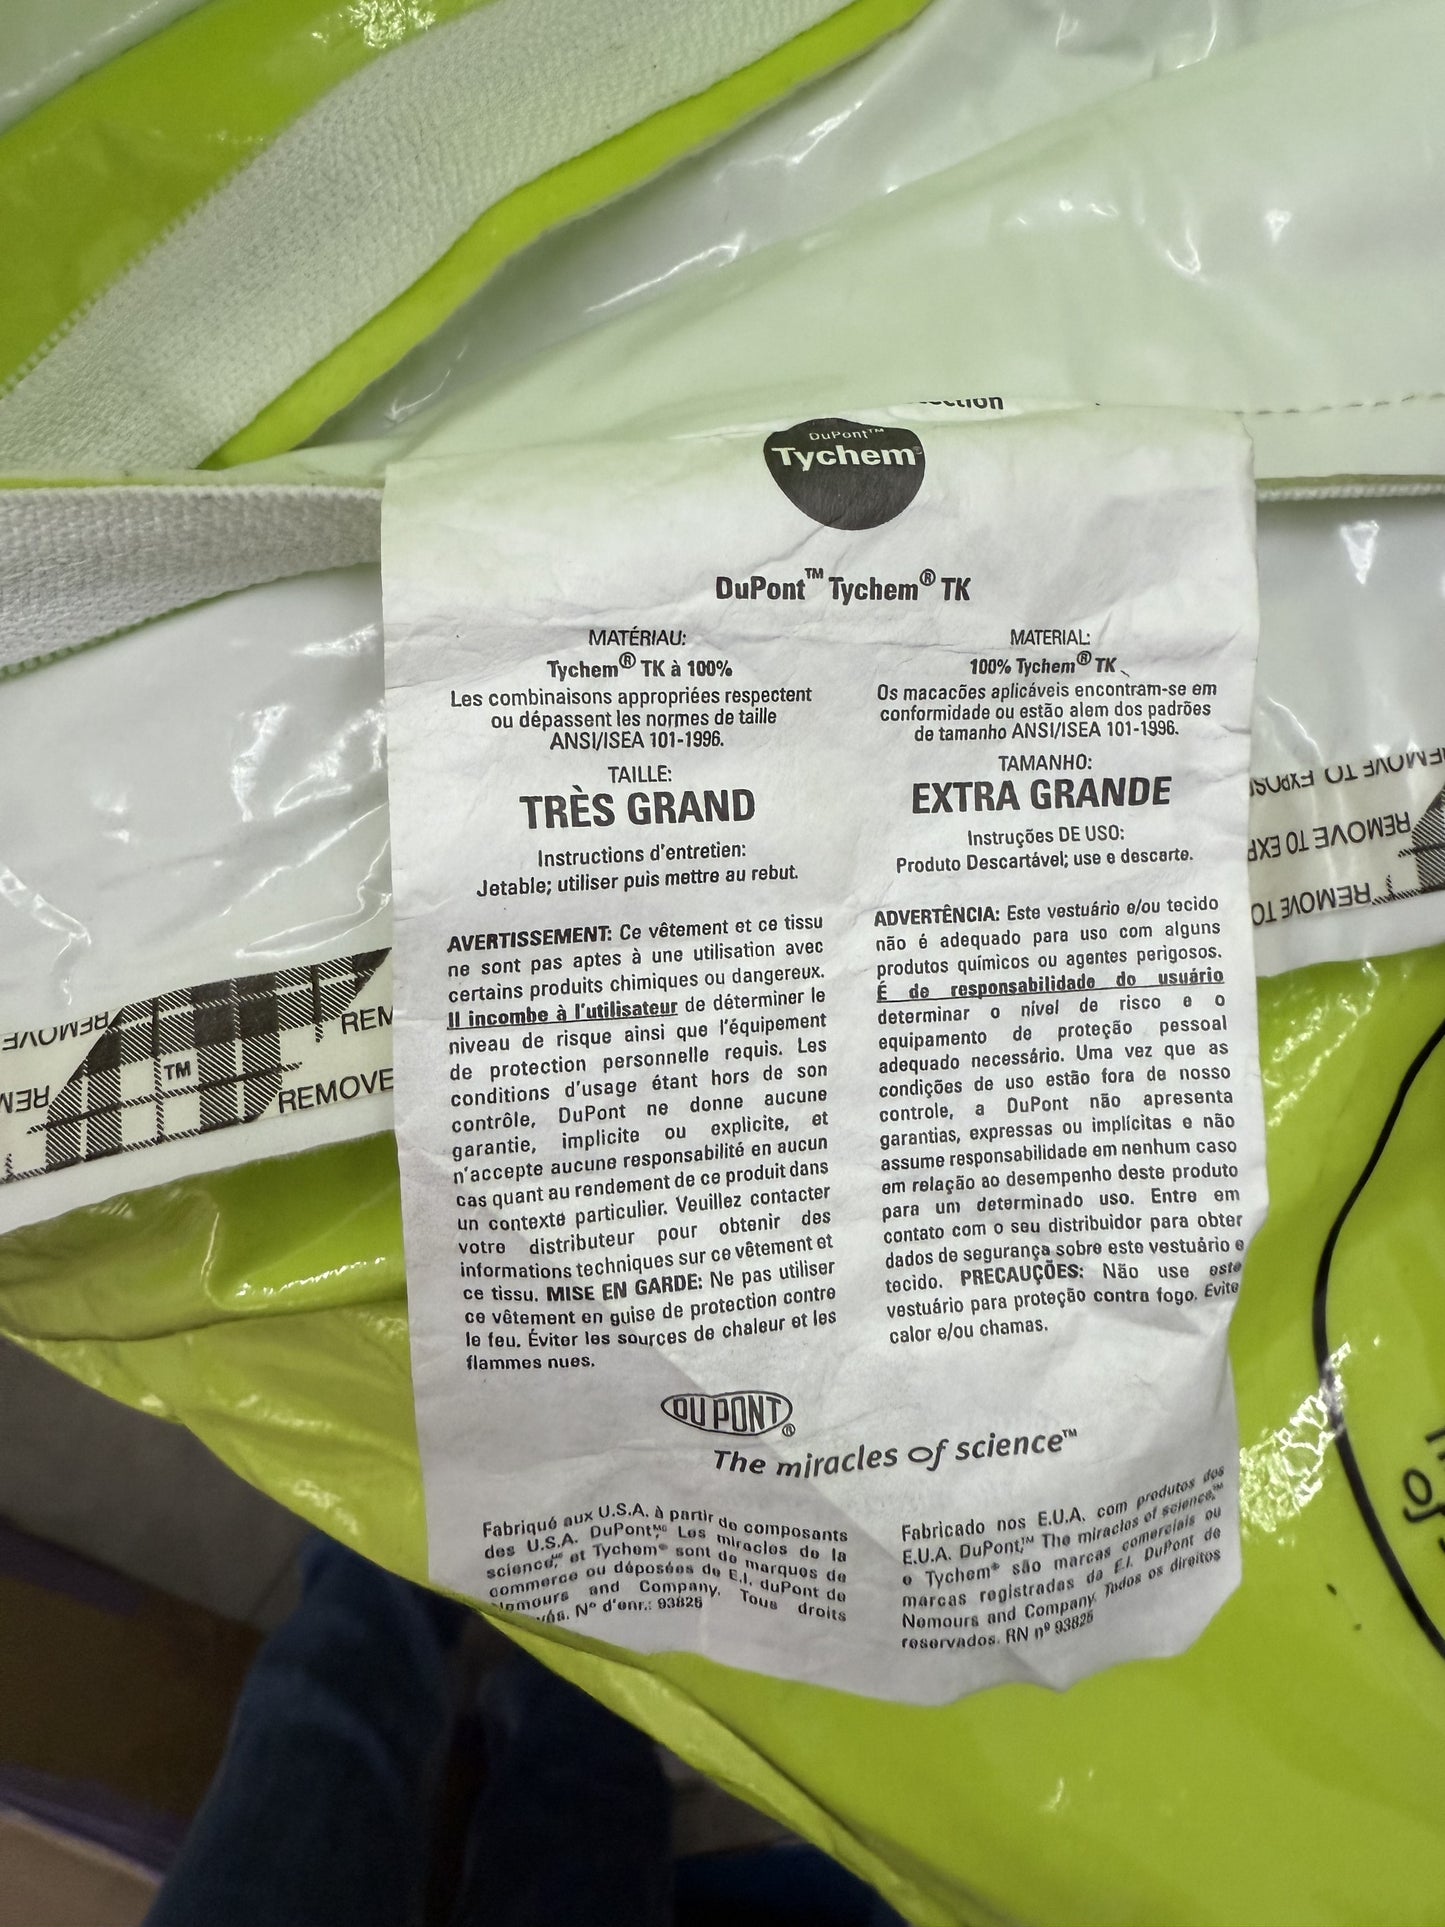 DuPont™
Tychem®
DuPont™ Tychem® TK
MATÉRIAU:
Tychem® TK à 100%
Les combinaisons appropriées respectent
ou dépassent les normes de taille
ANSI/ISEA 101-1996.
TAILLE:
TRÈS GRAND
Instructions d'entretien:
Jetable; utiliser puis mettre au rebut.
AVERTISSEMENT: Ce vêtement et ce tissu
ne sont pas aptes à une utilisation avec
certains produits chimiques ou dangereux.
Il incombe à l'utilisateur de déterminer le
niveau de risque ainsi que l'équipement
de protection personnelle requis. Les
conditions d'usage étant hors de son
contrôle, DuPont ne donne aucune
garantie, implicite ou explicite, et
n'accepte aucune responsabilité en aucun
cas quant au rendement de ce produit dans
un contexte particulier. Veuillez contacter
votre distributeur pour obtenir des
informations techniques sur ce vêtement et
ce tissu. MISE EN GARDE: Ne pas utiliser
ce vêtement en guise de protection contre
le feu. Éviter les sources de chaleur et les
flammes nues.
MATERIAL:
100% Tychem® TK
Os macacões aplicáveis encontram-se em
conformidade ou estão alem dos padrões
de tamanho ANSI/ISEA 101-1996.
TAMANHO:
EXTRA GRANDE
Instruções DE USO:
Produto Descartável; use e descarte.
ADVERTÊNCIA: Este vestuário e/ou tecido
não é adequado para uso com alguns
produtos químicos ou agentes perigosos.
É de responsabilidade do usuário
determinar o nível de risco e o
equipamento de proteção pessoal
adequado necessário. Uma vez que as
condições de uso estão fora de nosso
controle, a DuPont não apresenta
garantias, expressas ou implícitas e não
assume responsabilidade em nenhum caso
em relação ao desempenho deste produto
para um determinado uso. Entre em
contato com o seu distribuidor para obter
dados de segurança sobre este vestuário e
tecido. PRECAUÇÕES: Não use este
vestuário para proteção contra fogo. Evite
calor e/ou chamas.
DU PONT®
The miracles of science™
Fabriqué aux U.S.A. à partir de composants
des U.S.A. DuPont, Les miracles de la
science, et Tychem® sont de marques de
commerce ou déposées de E.I. duPont de
Nemours and Company. Tous droits
N° d'enr.: 93826
Fabricado nos E.U.A. com produtos dos
E.U.A. DuPont,™ The miracles of science,™
e Tychem® são marcas comerciais ou
marcas registradas da E.I. DuPont de
Nemours and Company. Todos os direitos
reservados. RN nº 93826
REMOVE
TM
REMOVE
REMOVE TO
REMOVE TO
REMOVE TO
of